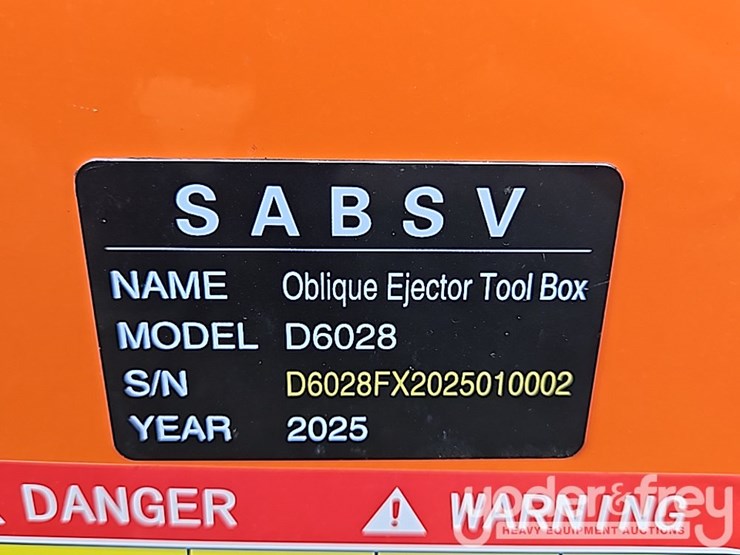 SABSV
NAME Oblique Ejector Tool Box
MODEL D6028
S/N D6028FX2025010002
YEAR 2025
DANGER WARNING
yoder&frey
HEAVY EQUIPMENT AUCTIONS